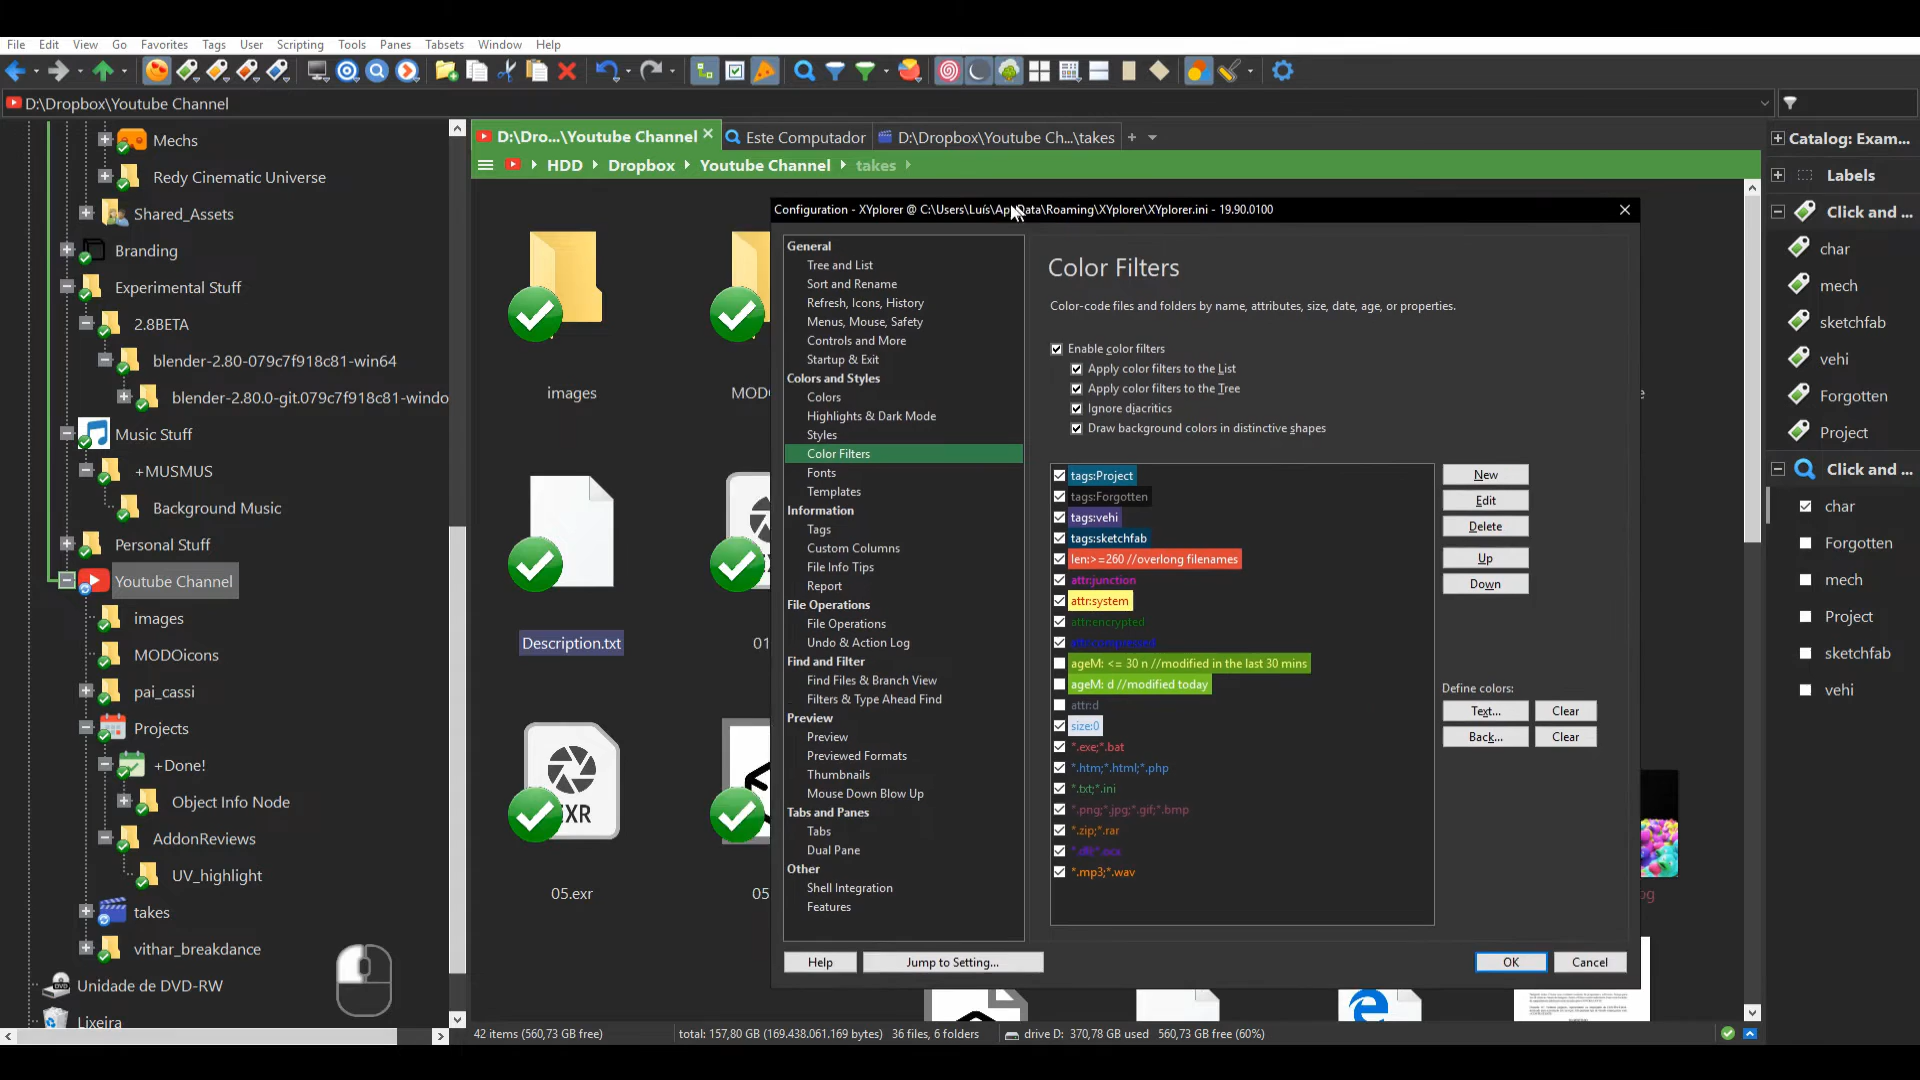 File Edit View Go Favorites Tags User Scripting Tools Panes Tabsets Window Help
D:\Dropbox\Youtube Channel
Mechs
Redy Cinematic Universe
Shared_Assets
Branding
Experimental Stuff
2.8BETA
blender-2.80-079c7f918c81-win64
blender-2.80.0-git.079c7f918c81-windo
Music Stuff
+MUSMUS
Background Music
Personal Stuff
Youtube Channel
images
MODOicons
pai_cassi
Projects
+Done!
Object Info Node
AddonReviews
UV_highlight
takes
vithar_breakdance
Unidade de DVD-RW
Lixeira
D:\Dro...\Youtube Channel
Este Computador
D:\Dropbox\Youtube Ch...\takes
HDD Dropbox Youtube Channel takes
images
MOD
Description.txt
01
EXR
05.exr
05
Configuration - XYplorer @ C:\Users\Luís\AppData\Roaming\XYplorer\XYplorer.ini - 19.90.0100
General
Tree and List
Sort and Rename
Refresh, Icons, History
Menus, Mouse, Safety
Controls and More
Startup & Exit
Colors and Styles
Colors
Highlights & Dark Mode
Styles
Color Filters
Fonts
Templates
Information
Tags
Custom Columns
File Info Tips
Report
File Operations
File Operations
Undo & Action Log
Find and Filter
Find Files & Branch View
Filters & Type Ahead Find
Preview
Preview
Previewed Formats
Thumbnails
Mouse Down Blow Up
Tabs and Panes
Tabs
Dual Pane
Other
Shell Integration
Features
Help
Jump to Setting...
Color Filters
Color-code files and folders by name, attributes, size, date, age, or properties.
Enable color filters
Apply color filters to the List
Apply color filters to the Tree
Ignore diacritics
Draw background colors in distinctive shapes
tags:Project
tags:Forgotten
tags:vehi
tags:sketchfab
len:>=260 //overlong filenames
attr:junction
attr:system
attr:encrypted
attr:compressed
ageM: <= 30 n //modified in the last 30 mins
ageM: d //modified today
attr:d
size:0
*.exe;*.bat
*.htm;*.html;*.php
*.txt;*.ini
*.png;*.jpg;*.gif;*.bmp
*.zip;*.rar
*.dll;*.ocx
*.mp3;*.wav
New
Edit
Delete
Up
Down
Define colors:
Text... Clear
Back... Clear
OK Cancel
Catalog: Exam...
Labels
Click and ...
char
mech
sketchfab
vehi
Forgotten
Project
Click and ...
char
Forgotten
mech
Project
sketchfab
vehi
42 items (560,73 GB free) total: 157,80 GB (169.438.061.169 bytes) 36 files, 6 folders drive D: 370,78 GB used 560,73 GB free (60%)